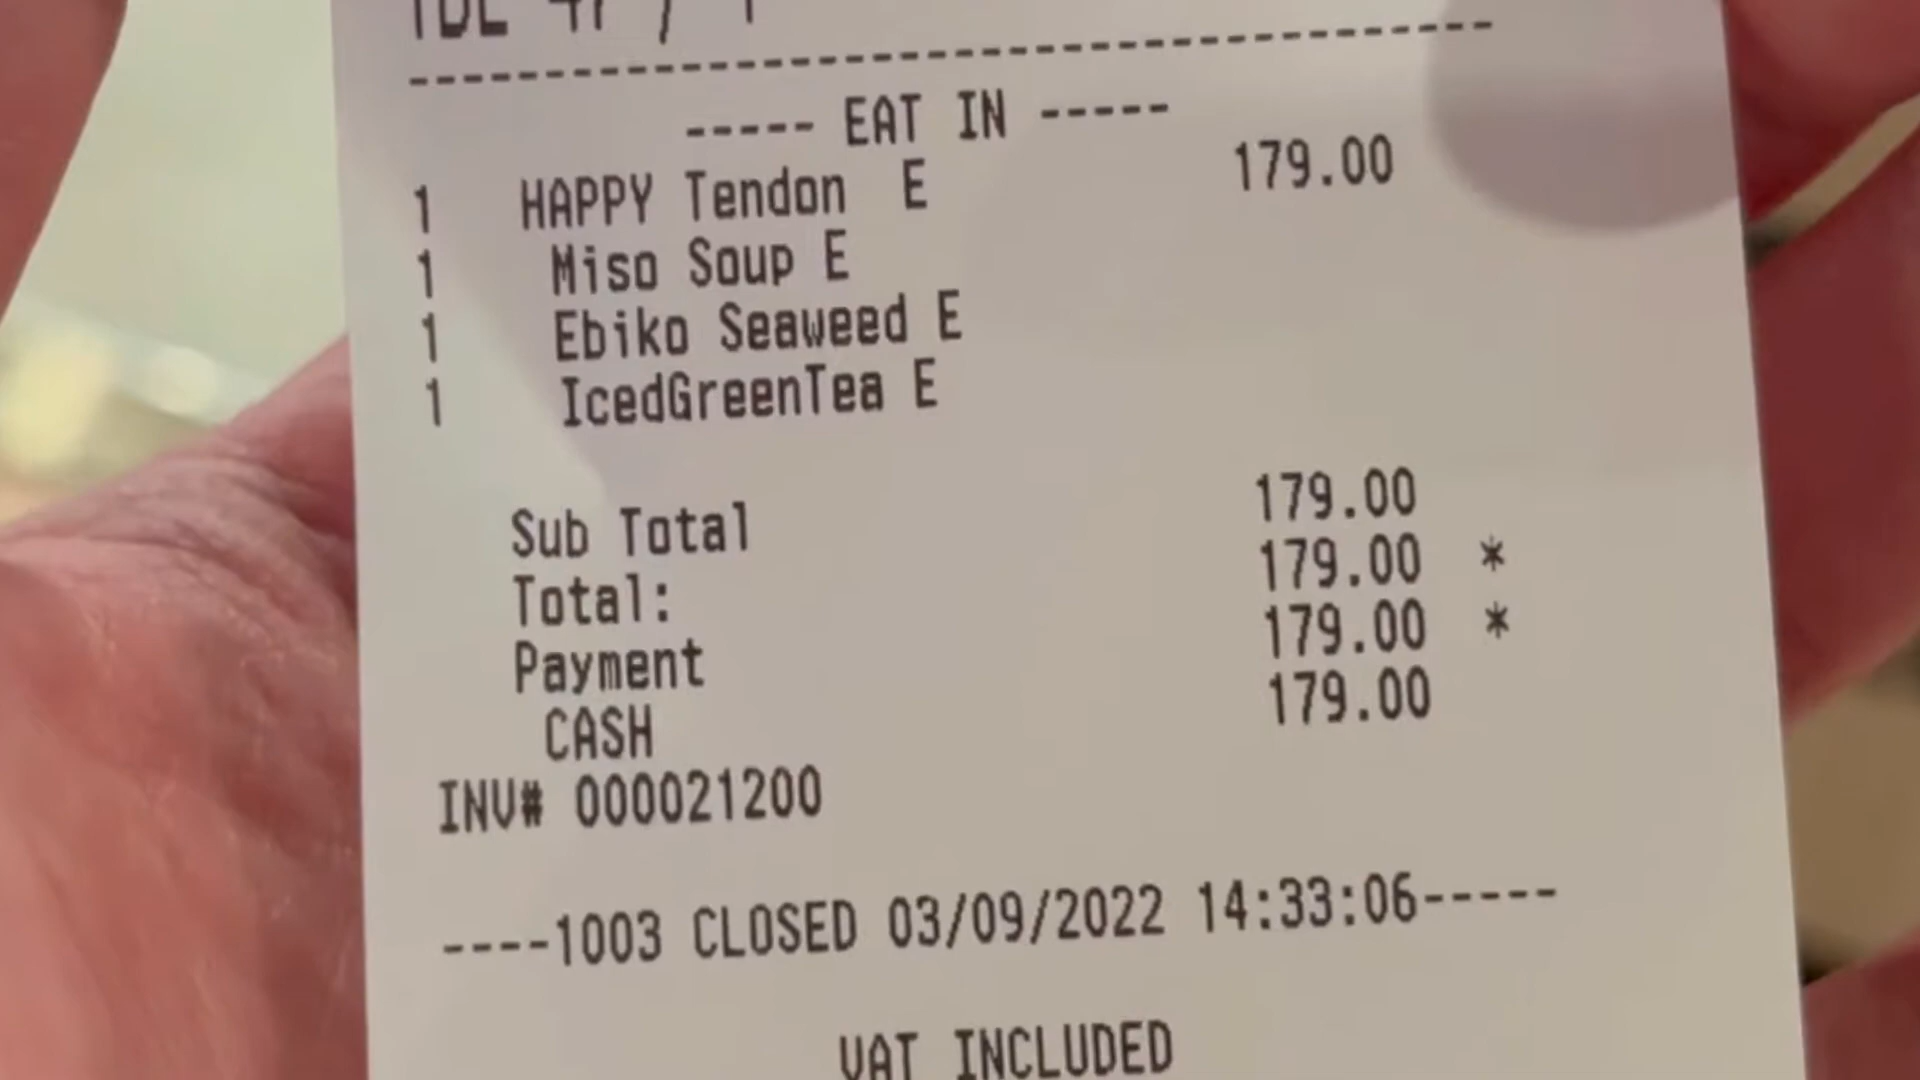 ----- EAT IN -----
1 HAPPY Tendon E 179.00
1 Miso Soup E
1 Ebiko Seaweed E
1 IcedGreenTea E
Sub Total 179.00
Total: 179.00 *
Payment 179.00 *
CASH 179.00
INV# 000021200
----1003 CLOSED 03/09/2022 14:33:06-----
VAT INCLUDED